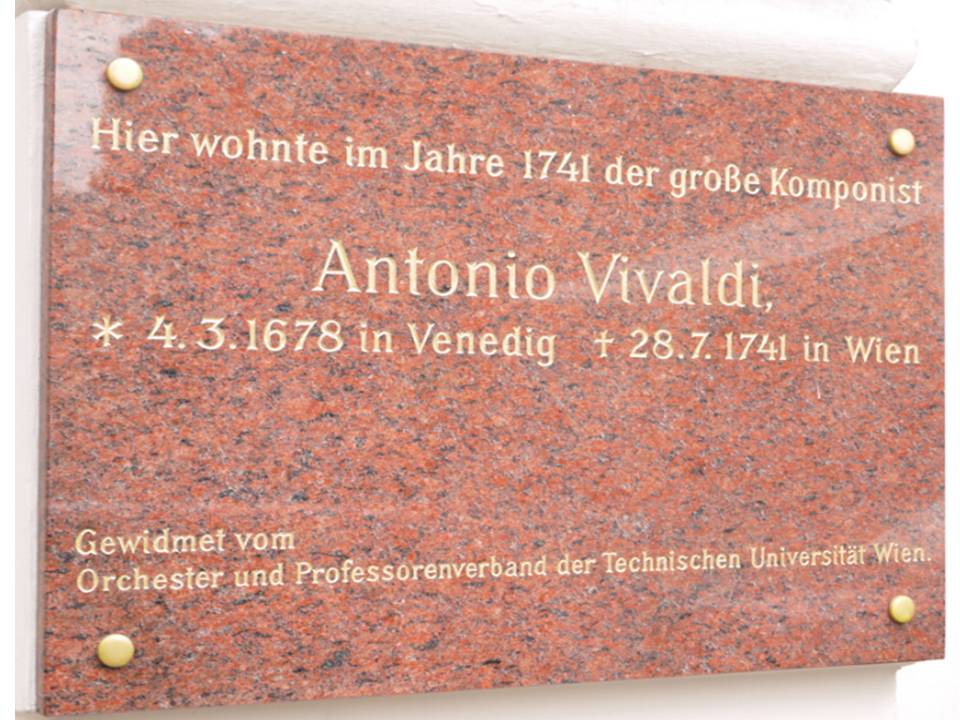 Hier wohnte im Jahre 1741 der große Komponist
Antonio Vivaldi,
* 4.3.1678 in Venedig † 28.7.1741 in Wien
Gewidmet vom
Orchester und Professorenverband der Technischen Universität Wien.